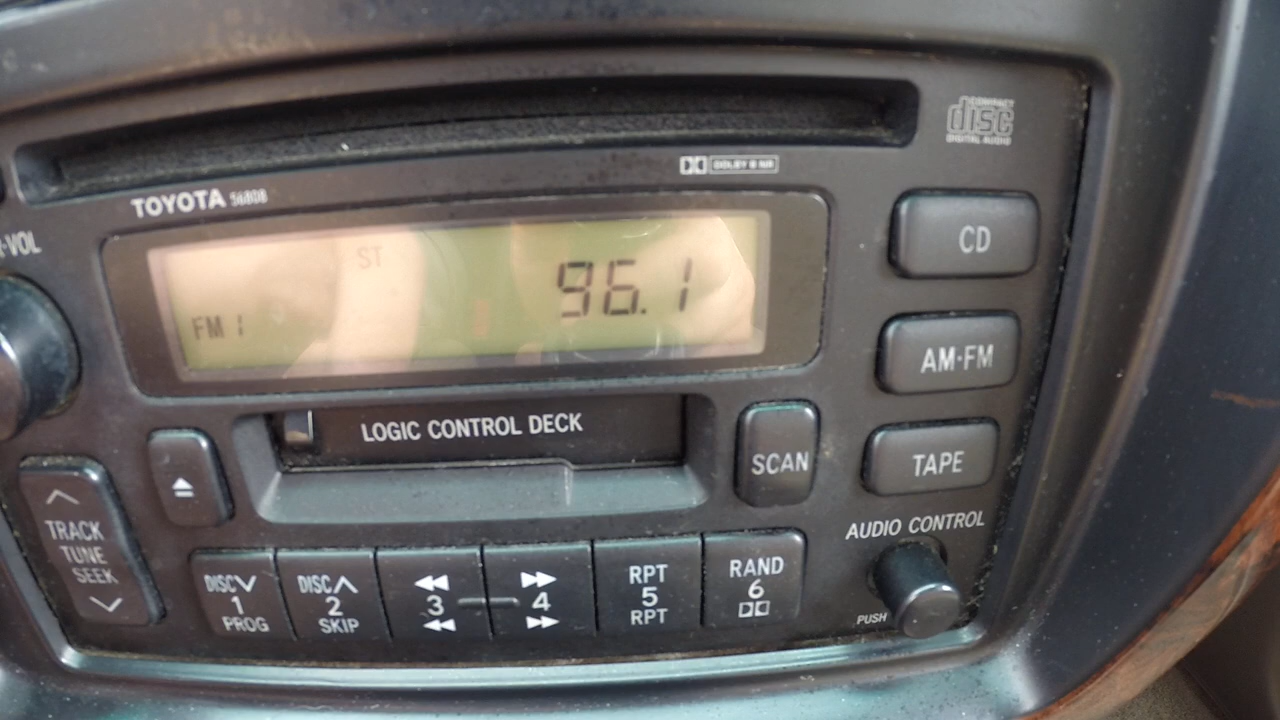 COMPACT
disc
DIGITAL AUDIO
DOLBY B NR
TOYOTA 56808
R·VOL
CD
ST
96.1
FM 1
AM·FM
LOGIC CONTROL DECK
SCAN
TAPE
TRACK
TUNE
SEEK
AUDIO CONTROL
PUSH
DISC 1 PROG
DISC 2 SKIP
3
4
RPT 5 RPT
RAND 6